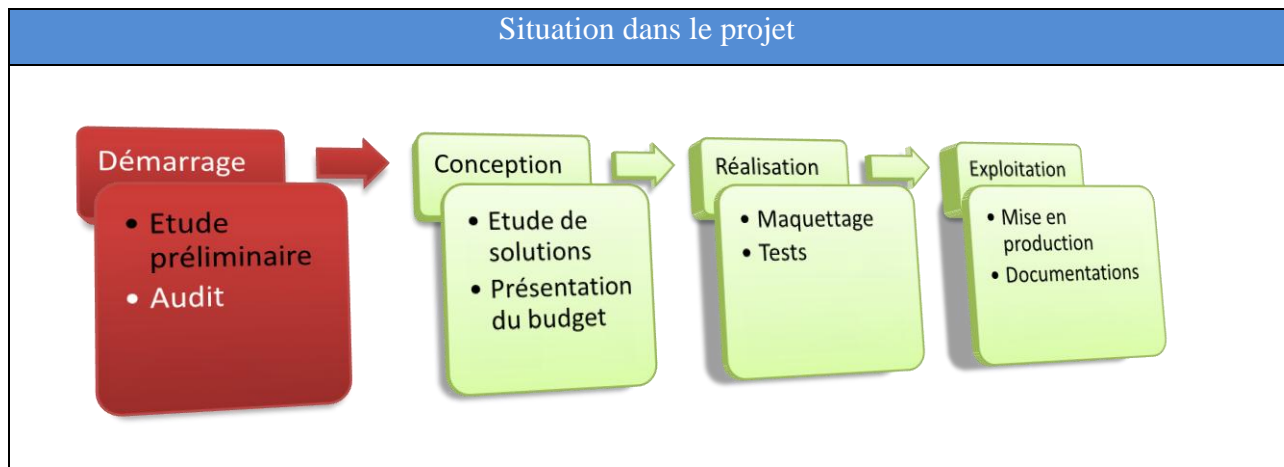 Situation dans le projet
Démarrage
• Etude
préliminaire
• Audit
Conception
• Etude de
solutions
• Présentation
du budget
Réalisation
• Maquettage
• Tests
Exploitation
• Mise en
production
• Documentations